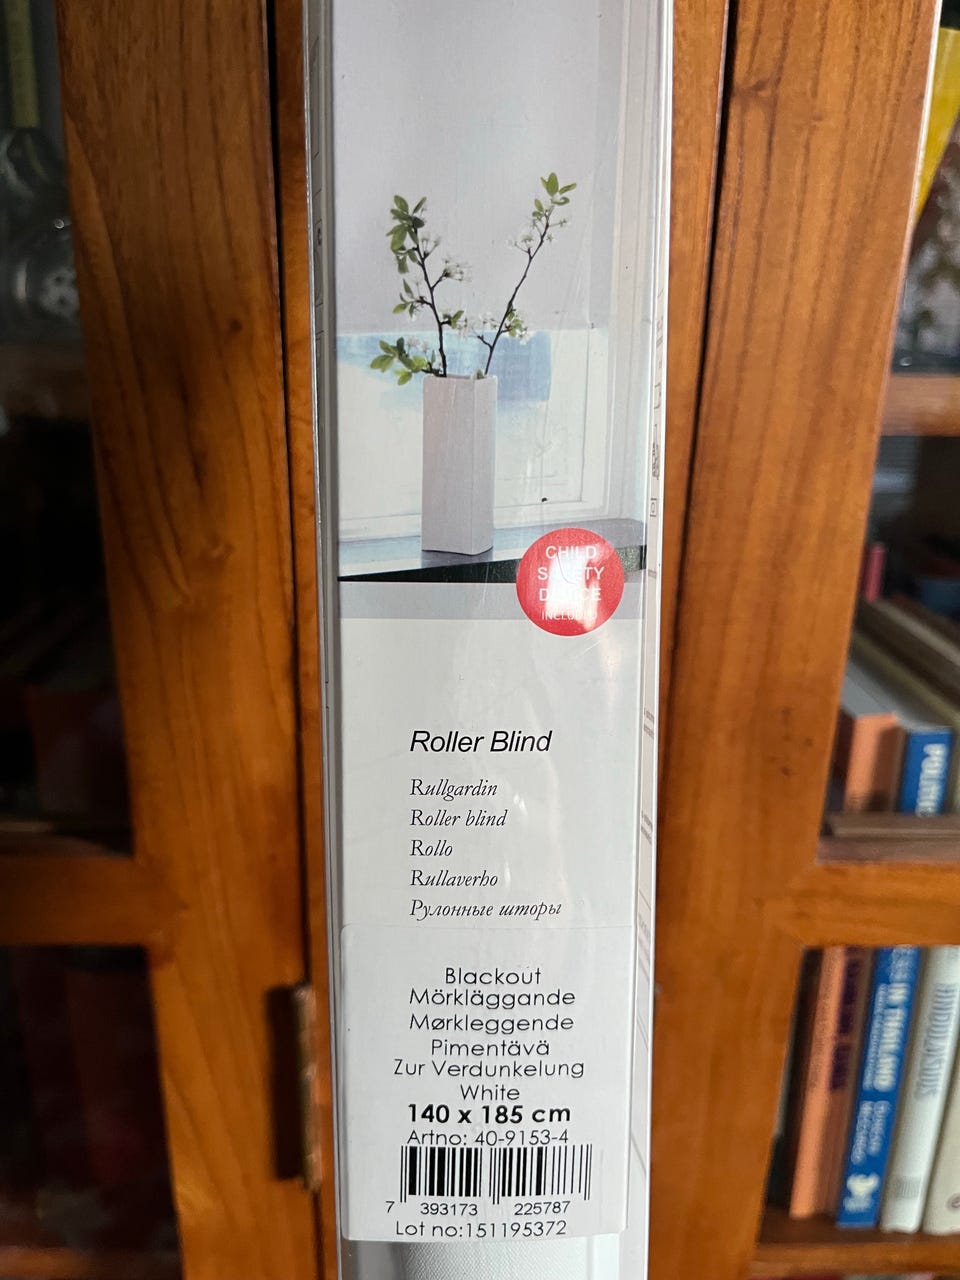 CHILD
SAFETY
DEVICE
INCLUDED
Roller Blind
Rullgardin
Roller blind
Rollo
Rullaverho
Рулонные шторы
Blackout
Mörkläggande
Mørkleggende
Pimentävä
Zur Verdunkelung
White
140 x 185 cm
Artno: 40-9153-4
7 393173 225787
Lot no:151195372